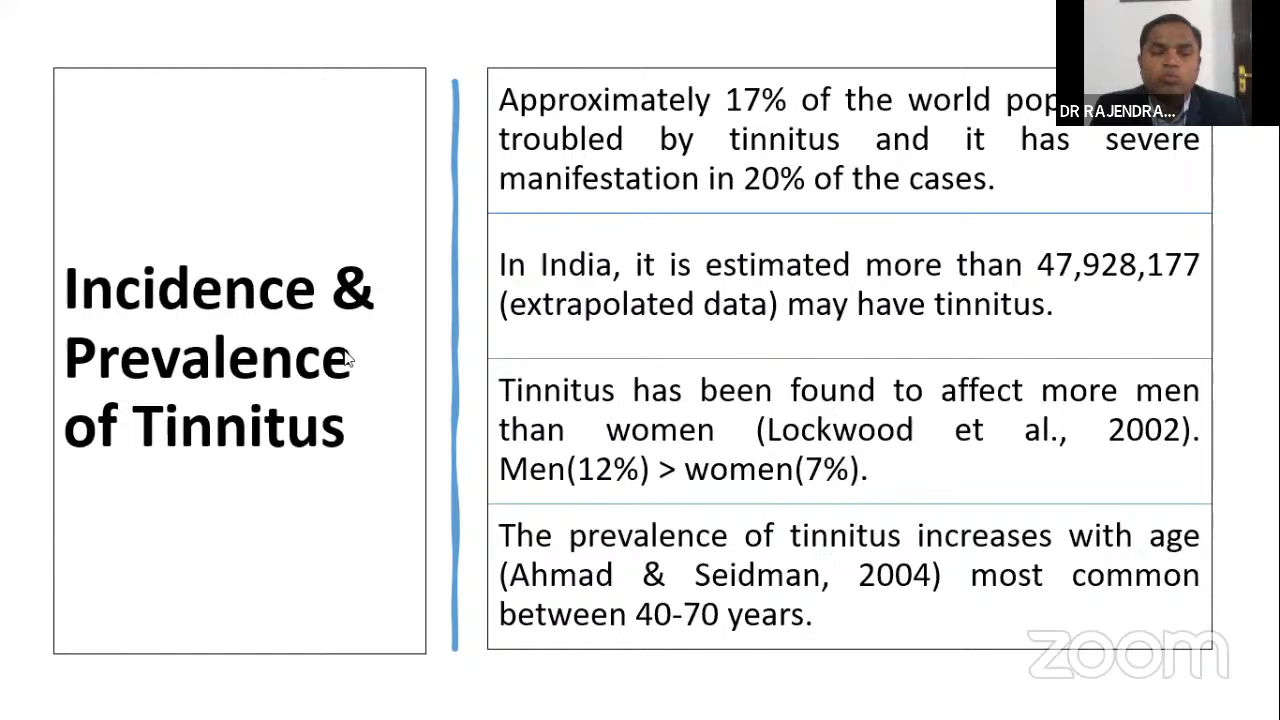 Incidence &
Prevalence
of Tinnitus
Approximately 17% of the world
troubled by tinnitus and it has severe
manifestation in 20% of the cases.
In India, it is estimated more than 47,928,177
(extrapolated data) may have tinnitus.
Tinnitus has been found to affect more men
than women (Lockwood et al., 2002).
Men(12%) > women(7%).
The prevalence of tinnitus increases with age
(Ahmad & Seidman, 2004) most common
between 40-70 years.
DR RAJENDRA...
zoom